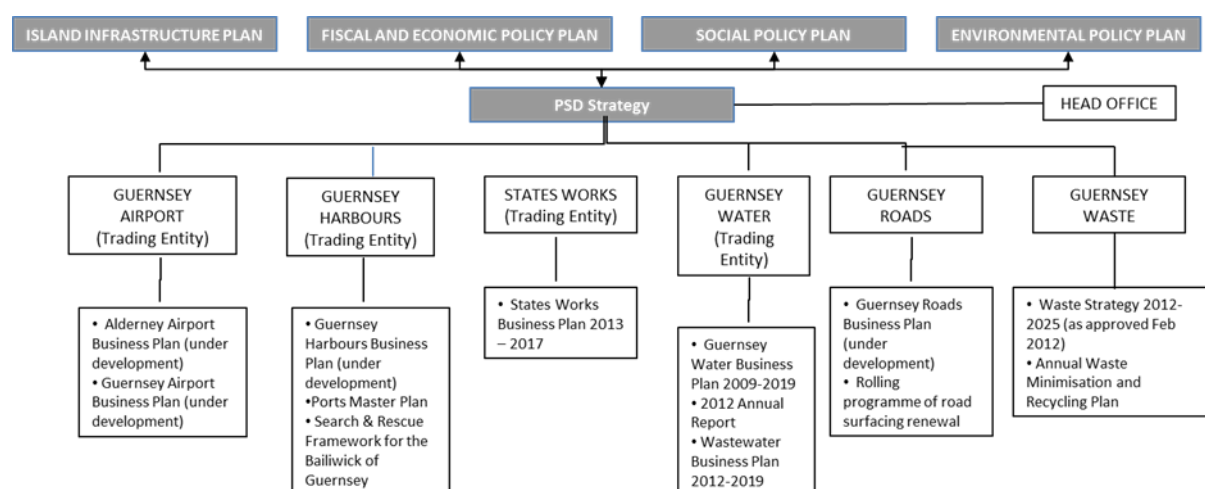 ISLAND INFRASTRUCTURE PLAN
FISCAL AND ECONOMIC POLICY PLAN
SOCIAL POLICY PLAN
ENVIRONMENTAL POLICY PLAN
PSD Strategy
HEAD OFFICE
GUERNSEY
AIRPORT
(Trading Entity)
GUERNSEY
HARBOURS
(Trading Entity)
STATES WORKS
(Trading Entity)
GUERNSEY
WATER
(Trading
Entity)
GUERNSEY
ROADS
GUERNSEY
WASTE
• Alderney Airport
Business Plan (under
development)
• Guernsey Airport
Business Plan (under
development)
• Guernsey
Harbours Business
Plan (under
development)
•Ports Master Plan
• Search & Rescue
Framework for the
Bailiwick of
Guernsey
• States Works
Business Plan 2013
– 2017
• Guernsey
Water Business
Plan 2009-2019
• 2012 Annual
Report
• Wastewater
Business Plan
2012-2019
• Guernsey Roads
Business Plan
(under
development)
• Rolling
programme of road
surfacing renewal
• Waste Strategy 2012-
2025 (as approved Feb
2012)
• Annual Waste
Minimisation and
Recycling Plan